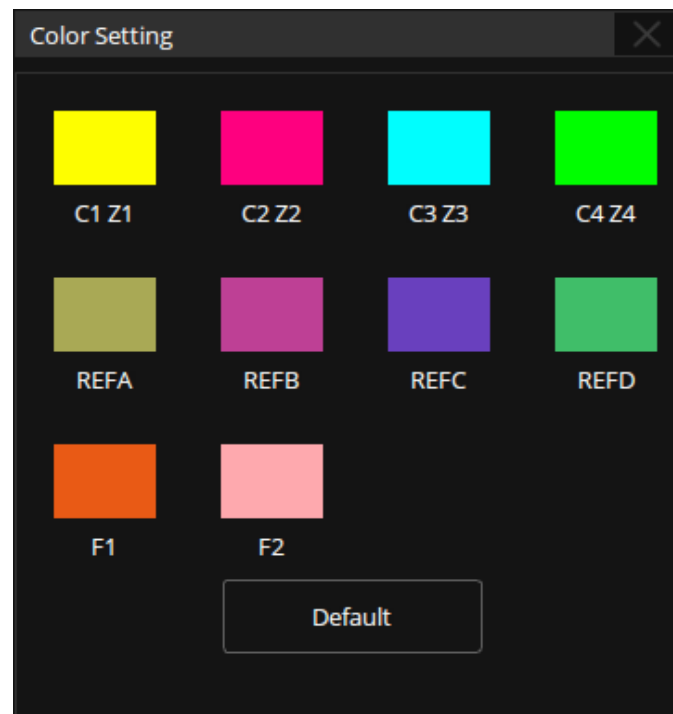 Color Setting
C1 Z1 C2 Z2 C3 Z3 C4 Z4
REFA REFB REFC REFD
F1 F2
Default